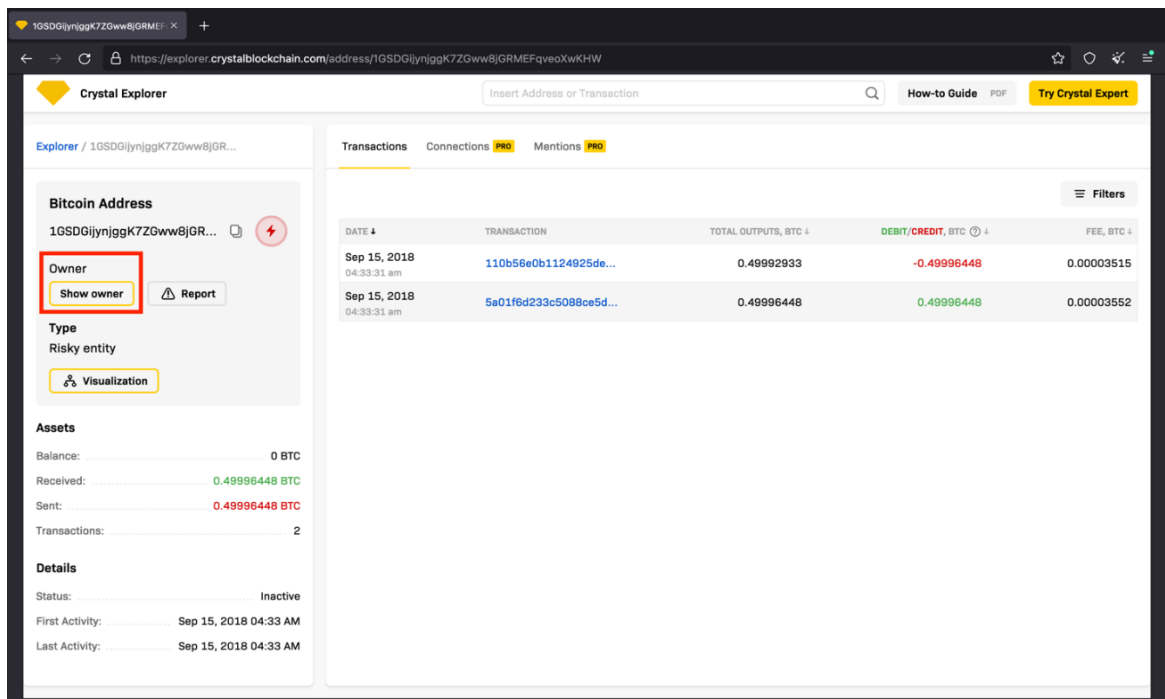 1GSDGijynjggK7ZGww8jGRMEF
https://explorer.crystalblockchain.com/address/1GSDGijynjggK7ZGww8jGRMEFqveoXwKHW
Crystal Explorer
Insert Address or Transaction
How-to Guide PDF
Try Crystal Expert
Explorer / 1GSDGijynjggK7ZGww8jGR...
Transactions Connections PRO Mentions PRO
Filters
Bitcoin Address
1GSDGijynjggK7ZGww8jGR...
Owner
Show owner Report
Type
Risky entity
Visualization
Assets
Balance: 0 BTC
Received: 0.49996448 BTC
Sent: 0.49996448 BTC
Transactions: 2
Details
Status: Inactive
First Activity: Sep 15, 2018 04:33 AM
Last Activity: Sep 15, 2018 04:33 AM
DATE TRANSACTION TOTAL OUTPUTS, BTC DEBIT/CREDIT, BTC FEE, BTC
Sep 15, 2018
04:33:31 am
110b56e0b1124925de... 0.49992933 -0.49996448 0.00003515
Sep 15, 2018
04:33:31 am
5a01f6d233c5088ce5d... 0.49996448 0.49996448 0.00003552